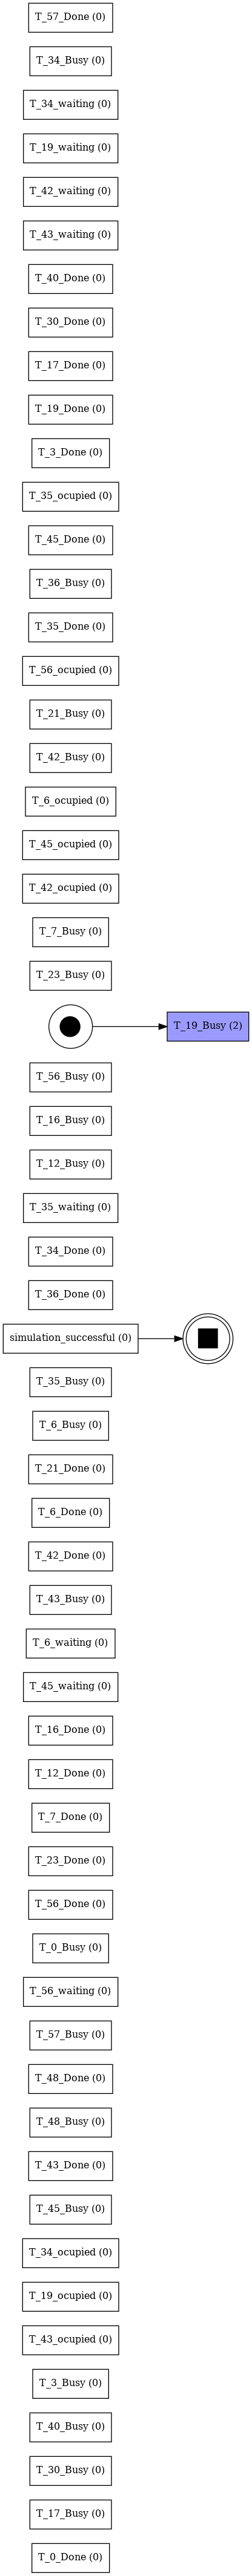 T_57_Done (0)
T_34_Busy (0)
T_34_waiting (0)
T_19_waiting (0)
T_42_waiting (0)
T_43_waiting (0)
T_40_Done (0)
T_30_Done (0)
T_17_Done (0)
T_19_Done (0)
T_3_Done (0)
T_35_ocupied (0)
T_45_Done (0)
T_36_Busy (0)
T_35_Done (0)
T_56_ocupied (0)
T_21_Busy (0)
T_42_Busy (0)
T_6_ocupied (0)
T_45_ocupied (0)
T_42_ocupied (0)
T_7_Busy (0)
T_23_Busy (0)
T_19_Busy (2)
T_56_Busy (0)
T_16_Busy (0)
T_12_Busy (0)
T_35_waiting (0)
T_34_Done (0)
T_36_Done (0)
simulation_successful (0)
T_35_Busy (0)
T_6_Busy (0)
T_21_Done (0)
T_6_Done (0)
T_42_Done (0)
T_43_Busy (0)
T_6_waiting (0)
T_45_waiting (0)
T_16_Done (0)
T_12_Done (0)
T_7_Done (0)
T_23_Done (0)
T_56_Done (0)
T_0_Busy (0)
T_56_waiting (0)
T_57_Busy (0)
T_48_Done (0)
T_48_Busy (0)
T_43_Done (0)
T_45_Busy (0)
T_34_ocupied (0)
T_19_ocupied (0)
T_43_ocupied (0)
T_3_Busy (0)
T_40_Busy (0)
T_30_Busy (0)
T_17_Busy (0)
T_0_Done (0)